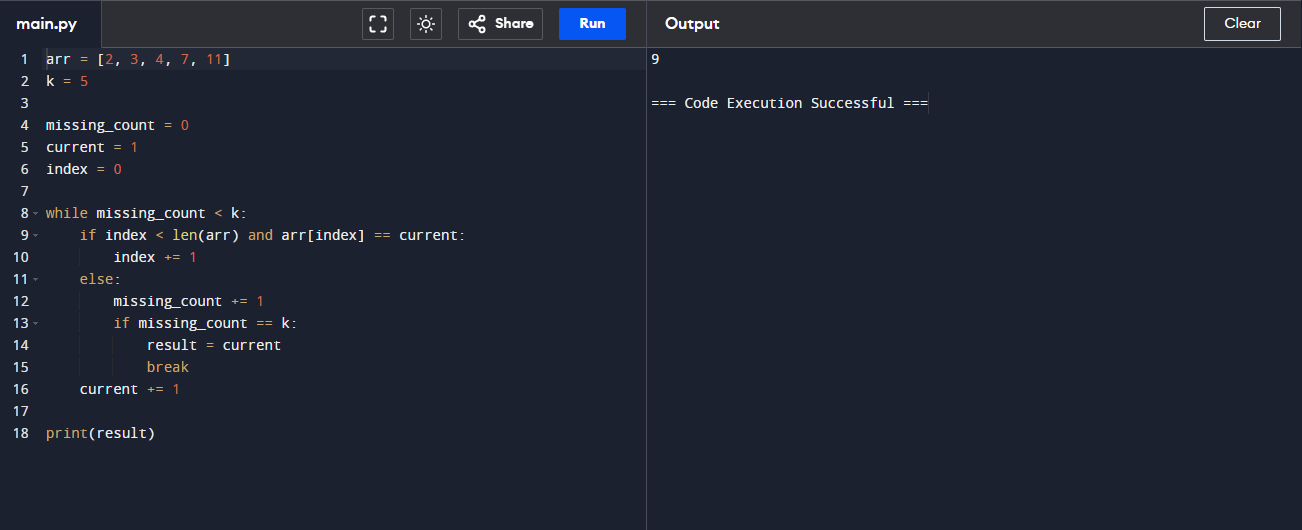 main.py
Share
Run
Output
Clear
1 arr = [2, 3, 4, 7, 11]
2 k = 5
3
4 missing_count = 0
5 current = 1
6 index = 0
7
8 while missing_count < k:
9     if index < len(arr) and arr[index] == current:
10         index += 1
11     else:
12         missing_count += 1
13         if missing_count == k:
14             result = current
15             break
16     current += 1
17
18 print(result)
9
=== Code Execution Successful ===